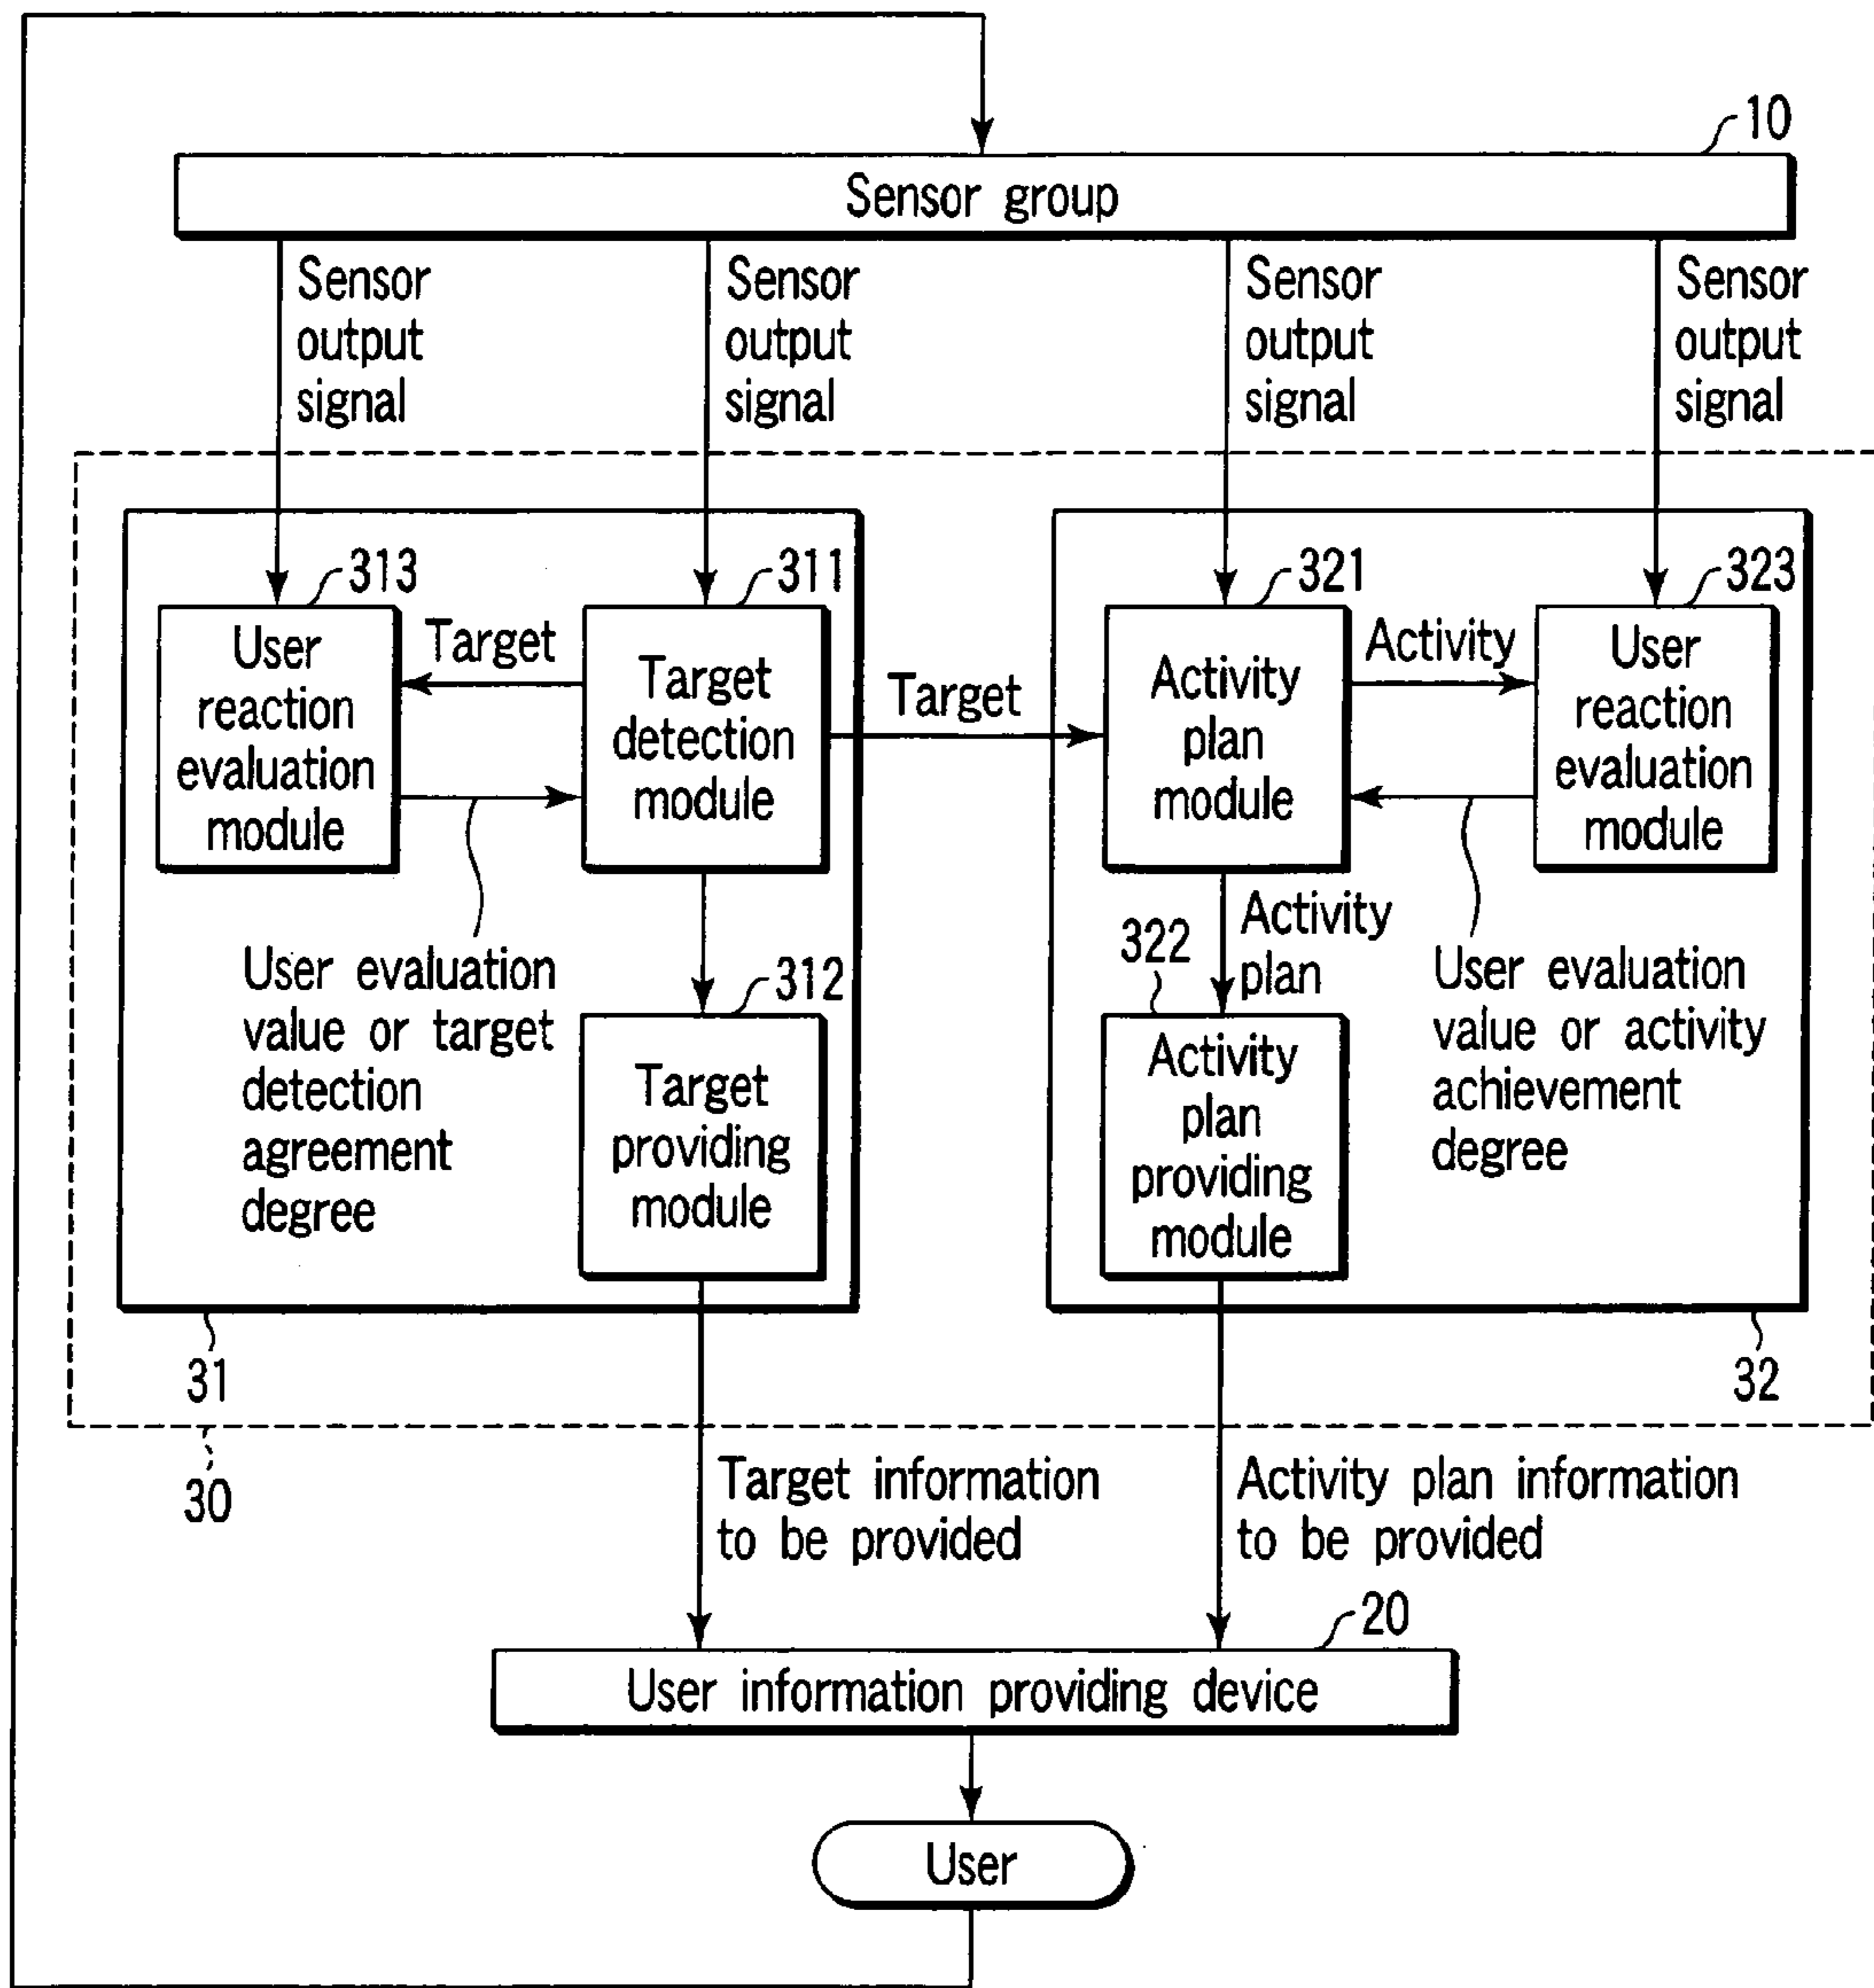 10
Sensor group
Sensor
output
signal
Sensor
output
signal
Sensor
output
signal
Sensor
output
signal
313
311
321
323
User
reaction
evaluation
module
Target
Target
detection
module
Target
Activity
plan
module
Activity
User
reaction
evaluation
module
User evaluation
value or target
detection
agreement
degree
312
Target
providing
module
322
Activity
plan
Activity
plan
providing
module
User evaluation
value or activity
achievement
degree
31
32
30
Target information
to be provided
Activity plan information
to be provided
20
User information providing device
User